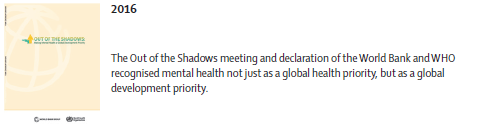 2016
OUT OF THE SHADOWS
The Out of the Shadows meeting and declaration of the World Bank and WHO
recognised mental health not just as a global health priority, but as a global
development priority.